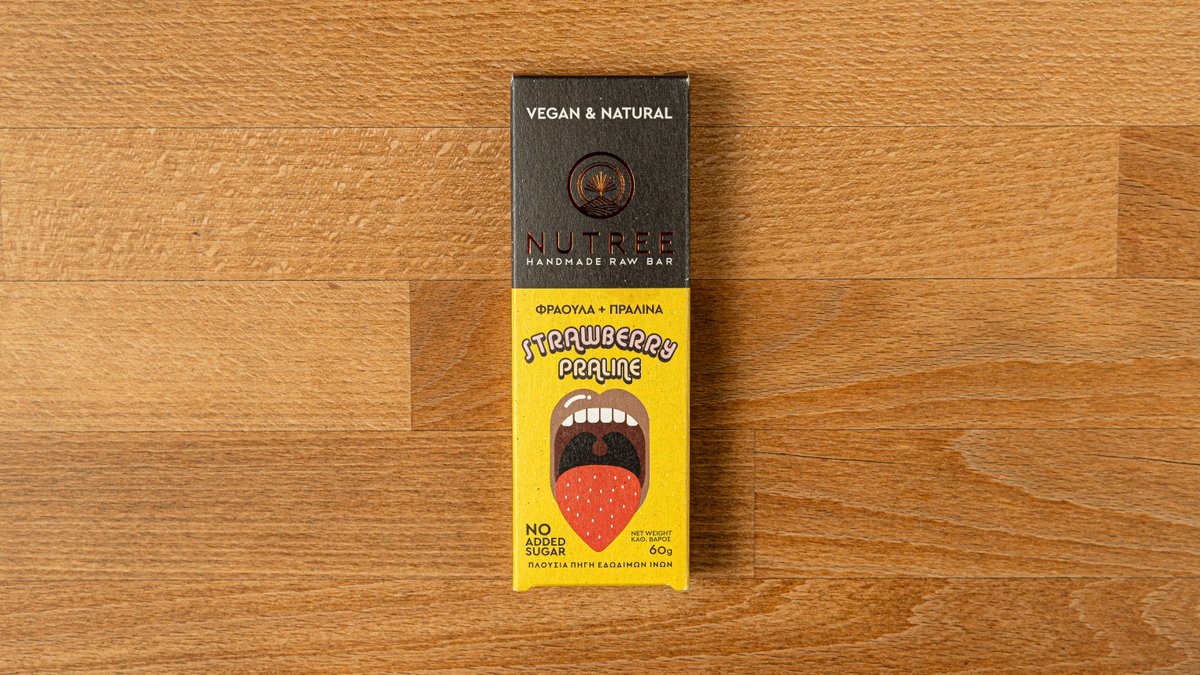 VEGAN & NATURAL
NUTREE
HANDMADE RAW BAR
ΦΡΑΟΥΛΑ + ΠΡΑΛΙΝΑ
STRAWBERRY
PRALINE
NO
ADDED
SUGAR
NET WEIGHT
ΚΑΘ. ΒΑΡΟΣ
60g
ΠΛΟΥΣΙΑ ΠΗΓΗ ΕΔΩΔΙΜΩΝ ΙΝΩΝ